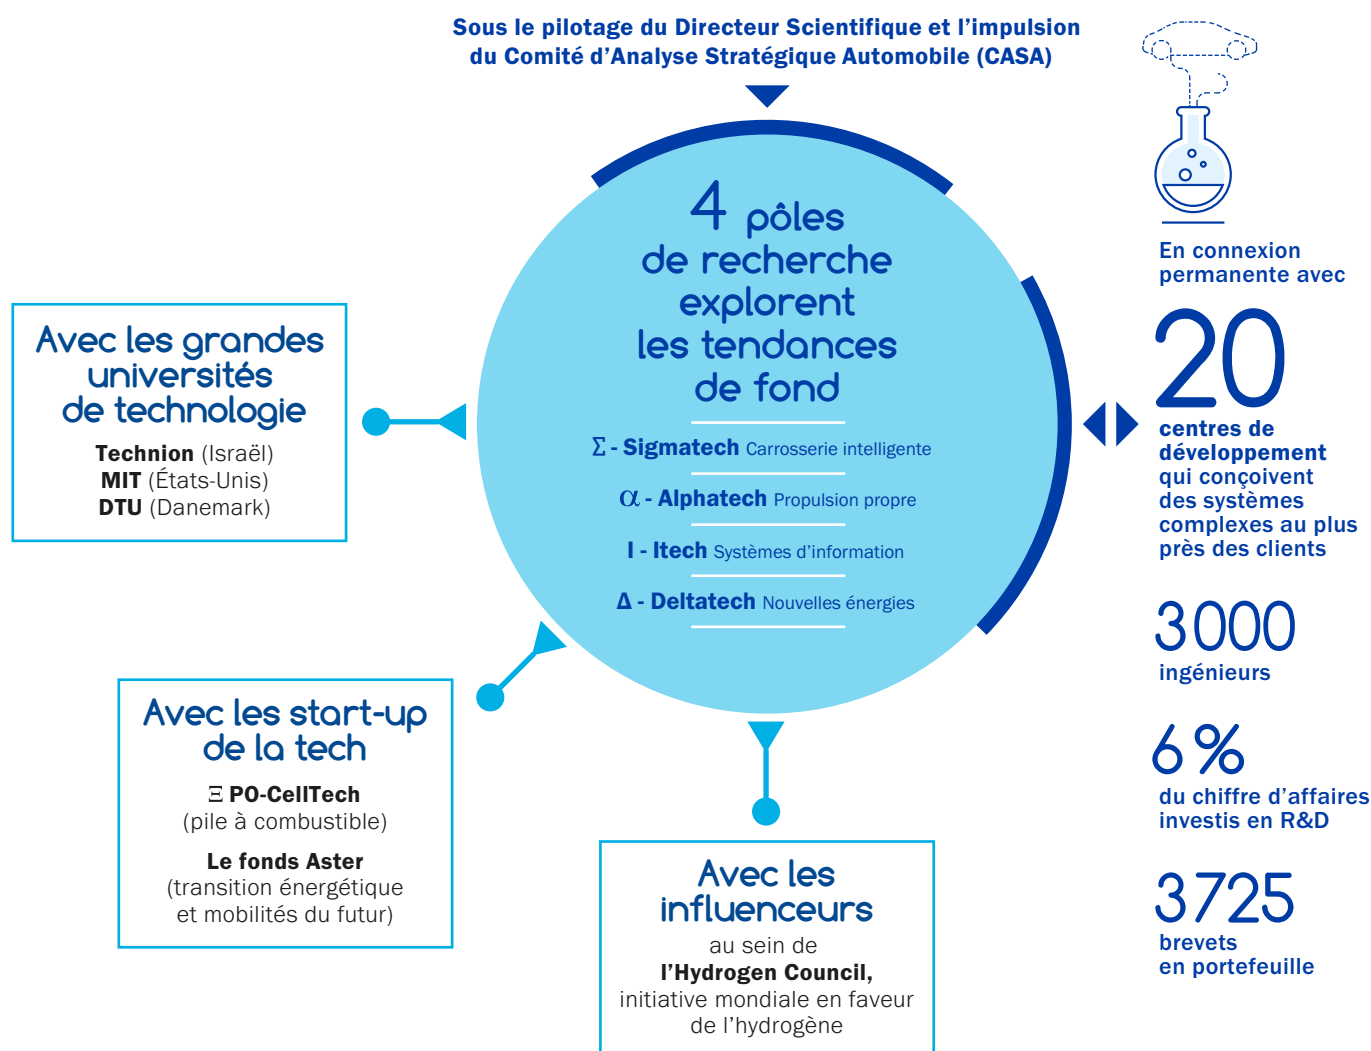 Sous le pilotage du Directeur Scientifique et l'impulsion
du Comité d'Analyse Stratégique Automobile (CASA)
4 pôles
de recherche
explorent
les tendances
de fond
Σ - Sigmatech Carrosserie intelligente
α - Alphatech Propulsion propre
I - Itech Systèmes d'information
Δ - Deltatech Nouvelles énergies
Avec les grandes
universités
de technologie
Technion (Israël)
MIT (États-Unis)
DTU (Danemark)
Avec les start-up
de la tech
Ξ PO-CellTech
(pile à combustible)
Le fonds Aster
(transition énergétique
et mobilités du futur)
Avec les
influenceurs
au sein de
l'Hydrogen Council,
initiative mondiale en faveur
de l'hydrogène
En connexion
permanente avec
20
centres de
développement
qui conçoivent
des systèmes
complexes au plus
près des clients
3000
ingénieurs
6%
du chiffre d'affaires
investis en R&D
3725
brevets
en portefeuille